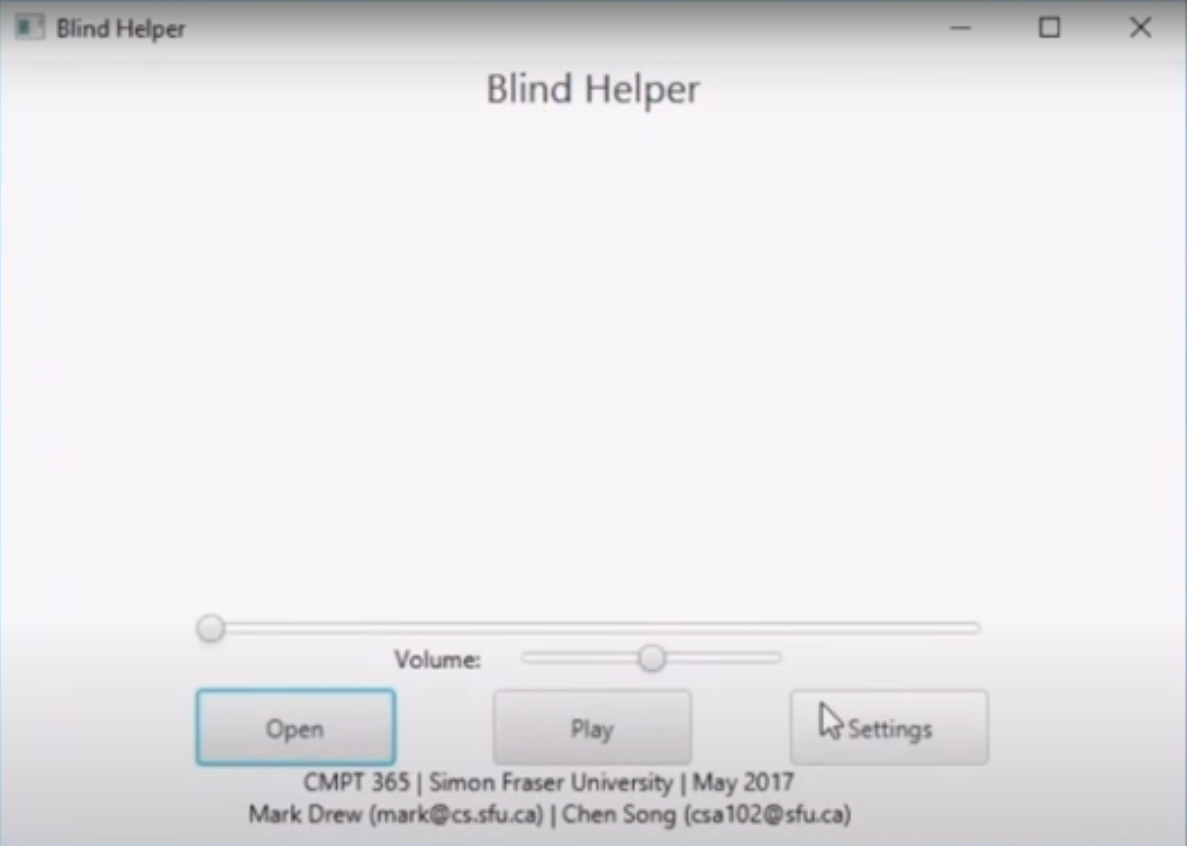 Blind Helper
Blind Helper
Volume:
Open Play Settings
CMPT 365 | Simon Fraser University | May 2017
Mark Drew (mark@cs.sfu.ca) | Chen Song (csa102@sfu.ca)